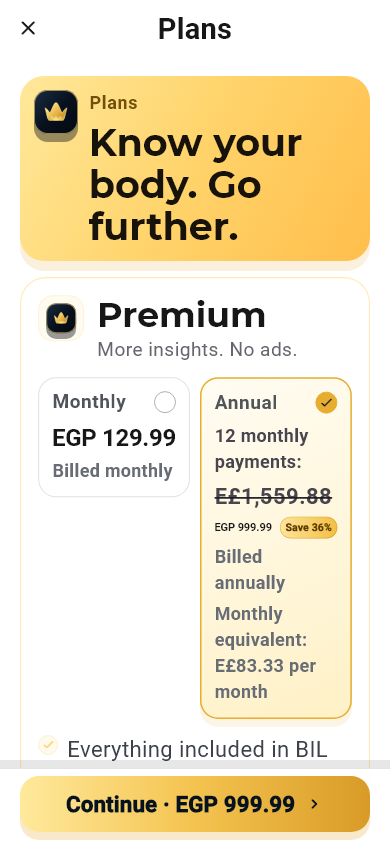 Plans
Plans
Know your
body. Go
further.
Premium
More insights. No ads.
Monthly
EGP 129.99
Billed monthly
Annual
12 monthly
payments:
E£1,559.88
EGP 999.99 Save 36%
Billed
annually
Monthly
equivalent:
E£83.33 per
month
Everything included in BIL
Continue · EGP 999.99